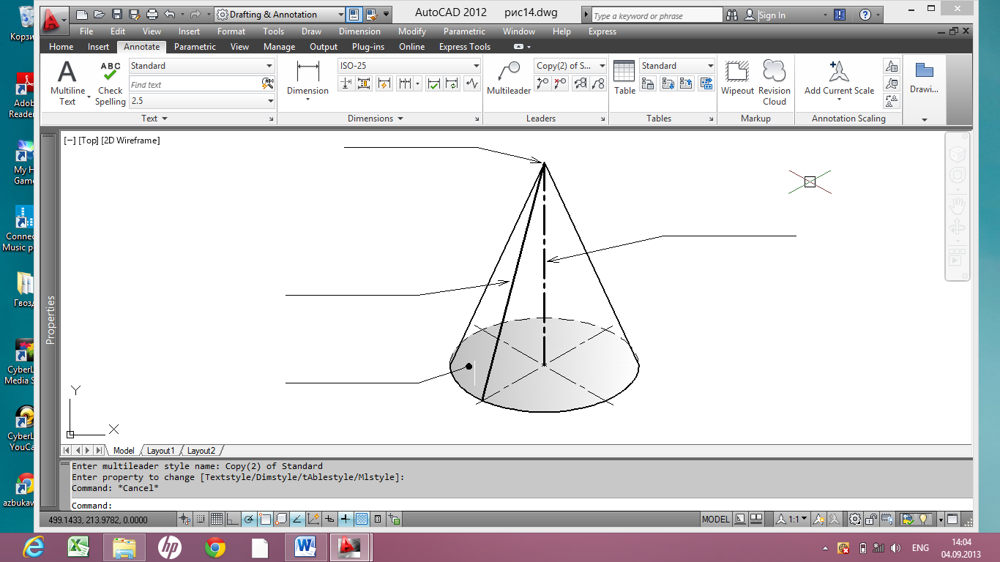 AutoCAD 2012 рис14.dwg
Drafting & Annotation
Type a keyword or phrase
Sign In
File Edit View Insert Format Tools Draw Dimension Modify Parametric Window Help Express
Home Insert Annotate Parametric View Manage Output Plug-ins Online Express Tools
Multiline
Text
ABC
Check
Spelling
Standard
Find text
ABC
2.5
Text
Dimension
ISO-25
Dimensions
Multileader
Copy(2) of S...
Leaders
Table
Standard
Tables
Wipeout
Revision
Cloud
Markup
Add Current Scale
Annotation Scaling
Drawi...
[−] [Top] [2D Wireframe]
Properties
Y
X
Model Layout1 Layout2
Enter multileader style name: Copy(2) of Standard
Enter property to change [Textstyle/Dimstyle/tAblestyle/Mlstyle]:
Command: *Cancel*
Command:
499.1433, 213.9782, 0.0000
MODEL
1:1
Корзи
Adob
Reader
My H
Game
Connec
Music p
Гвозд
CyberL
Media S
CyberL
YouCa
azbukaw
hp
ENG
14:04
04.09.2013